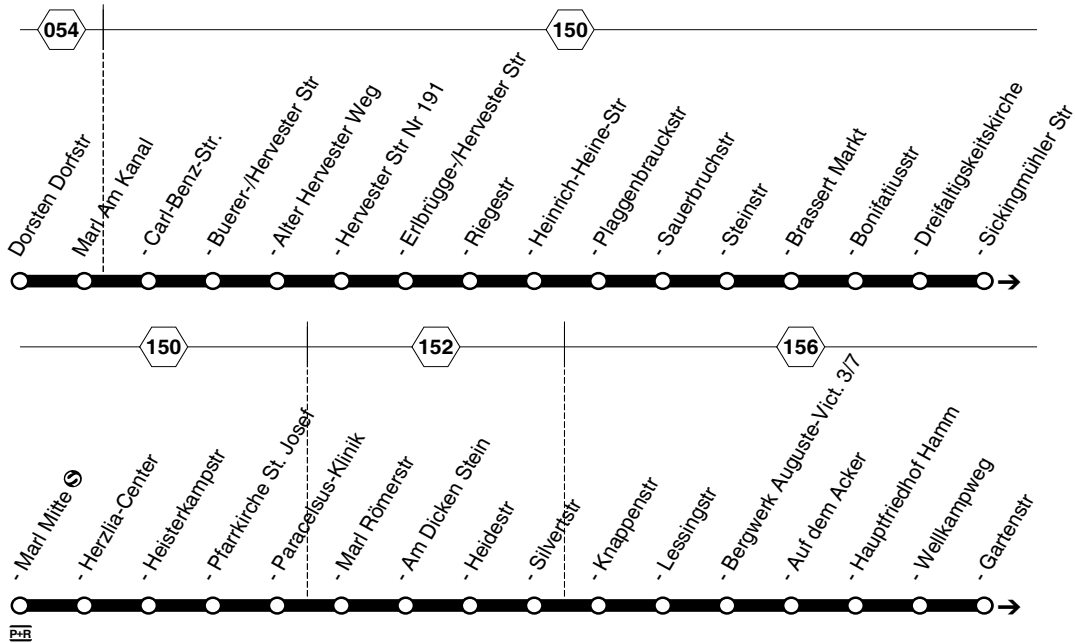 054
150
Dorsten Dorfstr
Marl Am Kanal
- Carl-Benz-Str.
- Buerer-/Hervester Str
- Alter Hervester Weg
- Hervester Str Nr 191
- Erlbrügge-/Hervester Str
- Riegestr
- Heinrich-Heine-Str
- Plaggenbrauckstr
- Sauerbruchstr
- Steinstr
- Brassert Markt
- Bonifatiusstr
- Dreifaltigkeitskirche
- Sickingmühler Str
150
152
156
- Marl Mitte S
- Herzlia-Center
- Heisterkampstr
- Pfarrkirche St. Josef
- Paracelsus-Klinik
- Marl Römerstr
- Am Dicken Stein
- Heidestr
- Silvertstr
- Knappenstr
- Lessingstr
- Bergwerk Auguste-Vict. 3/7
- Auf dem Acker
- Hauptfriedhof Hamm
- Wellkampweg
- Gartenstr
P+R